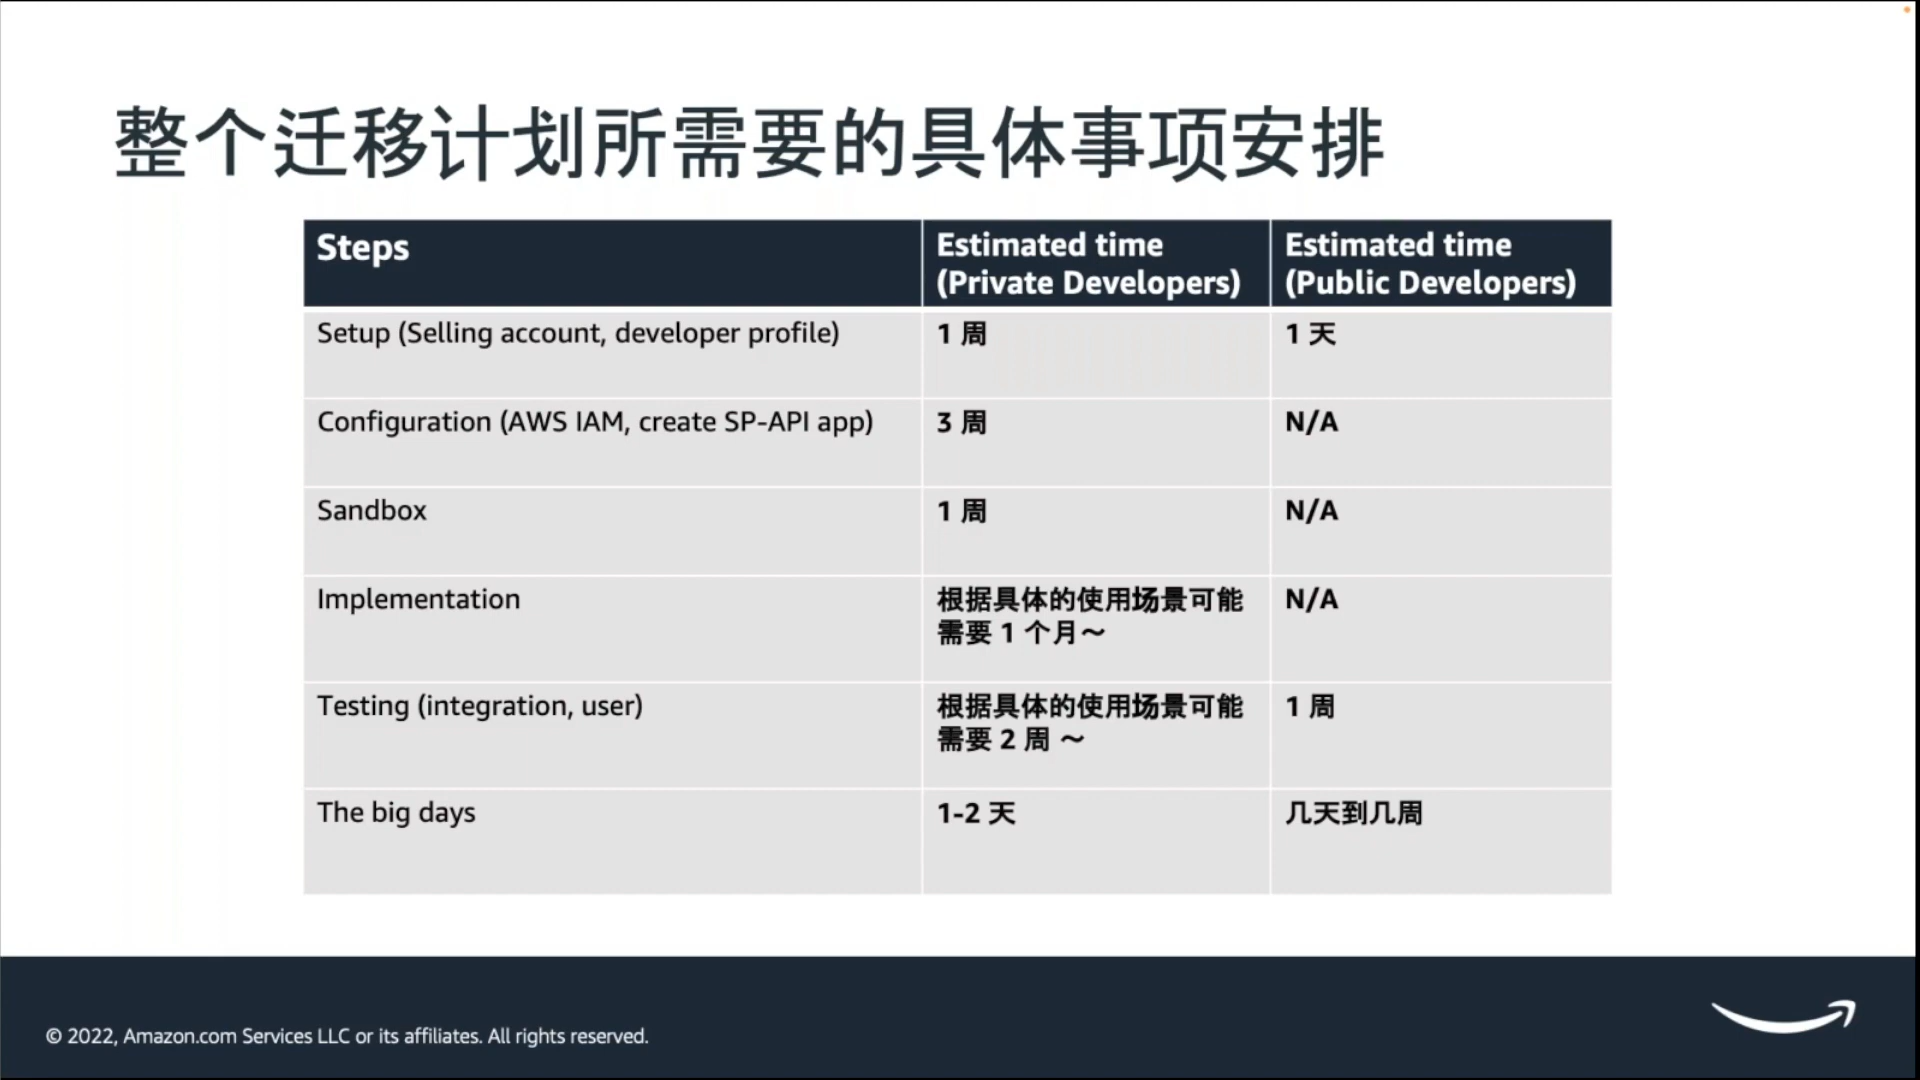 整个迁移计划所需要的具体事项安排
Steps
Estimated time
(Private Developers)
Estimated time
(Public Developers)
Setup (Selling account, developer profile)
1 周
1 天
Configuration (AWS IAM, create SP-API app)
3 周
N/A
Sandbox
1 周
N/A
Implementation
根据具体的使用场景可能
需要 1 个月～
N/A
Testing (integration, user)
根据具体的使用场景可能
需要 2 周 ～
1 周
The big days
1-2 天
几天到几周
© 2022, Amazon.com Services LLC or its affiliates. All rights reserved.